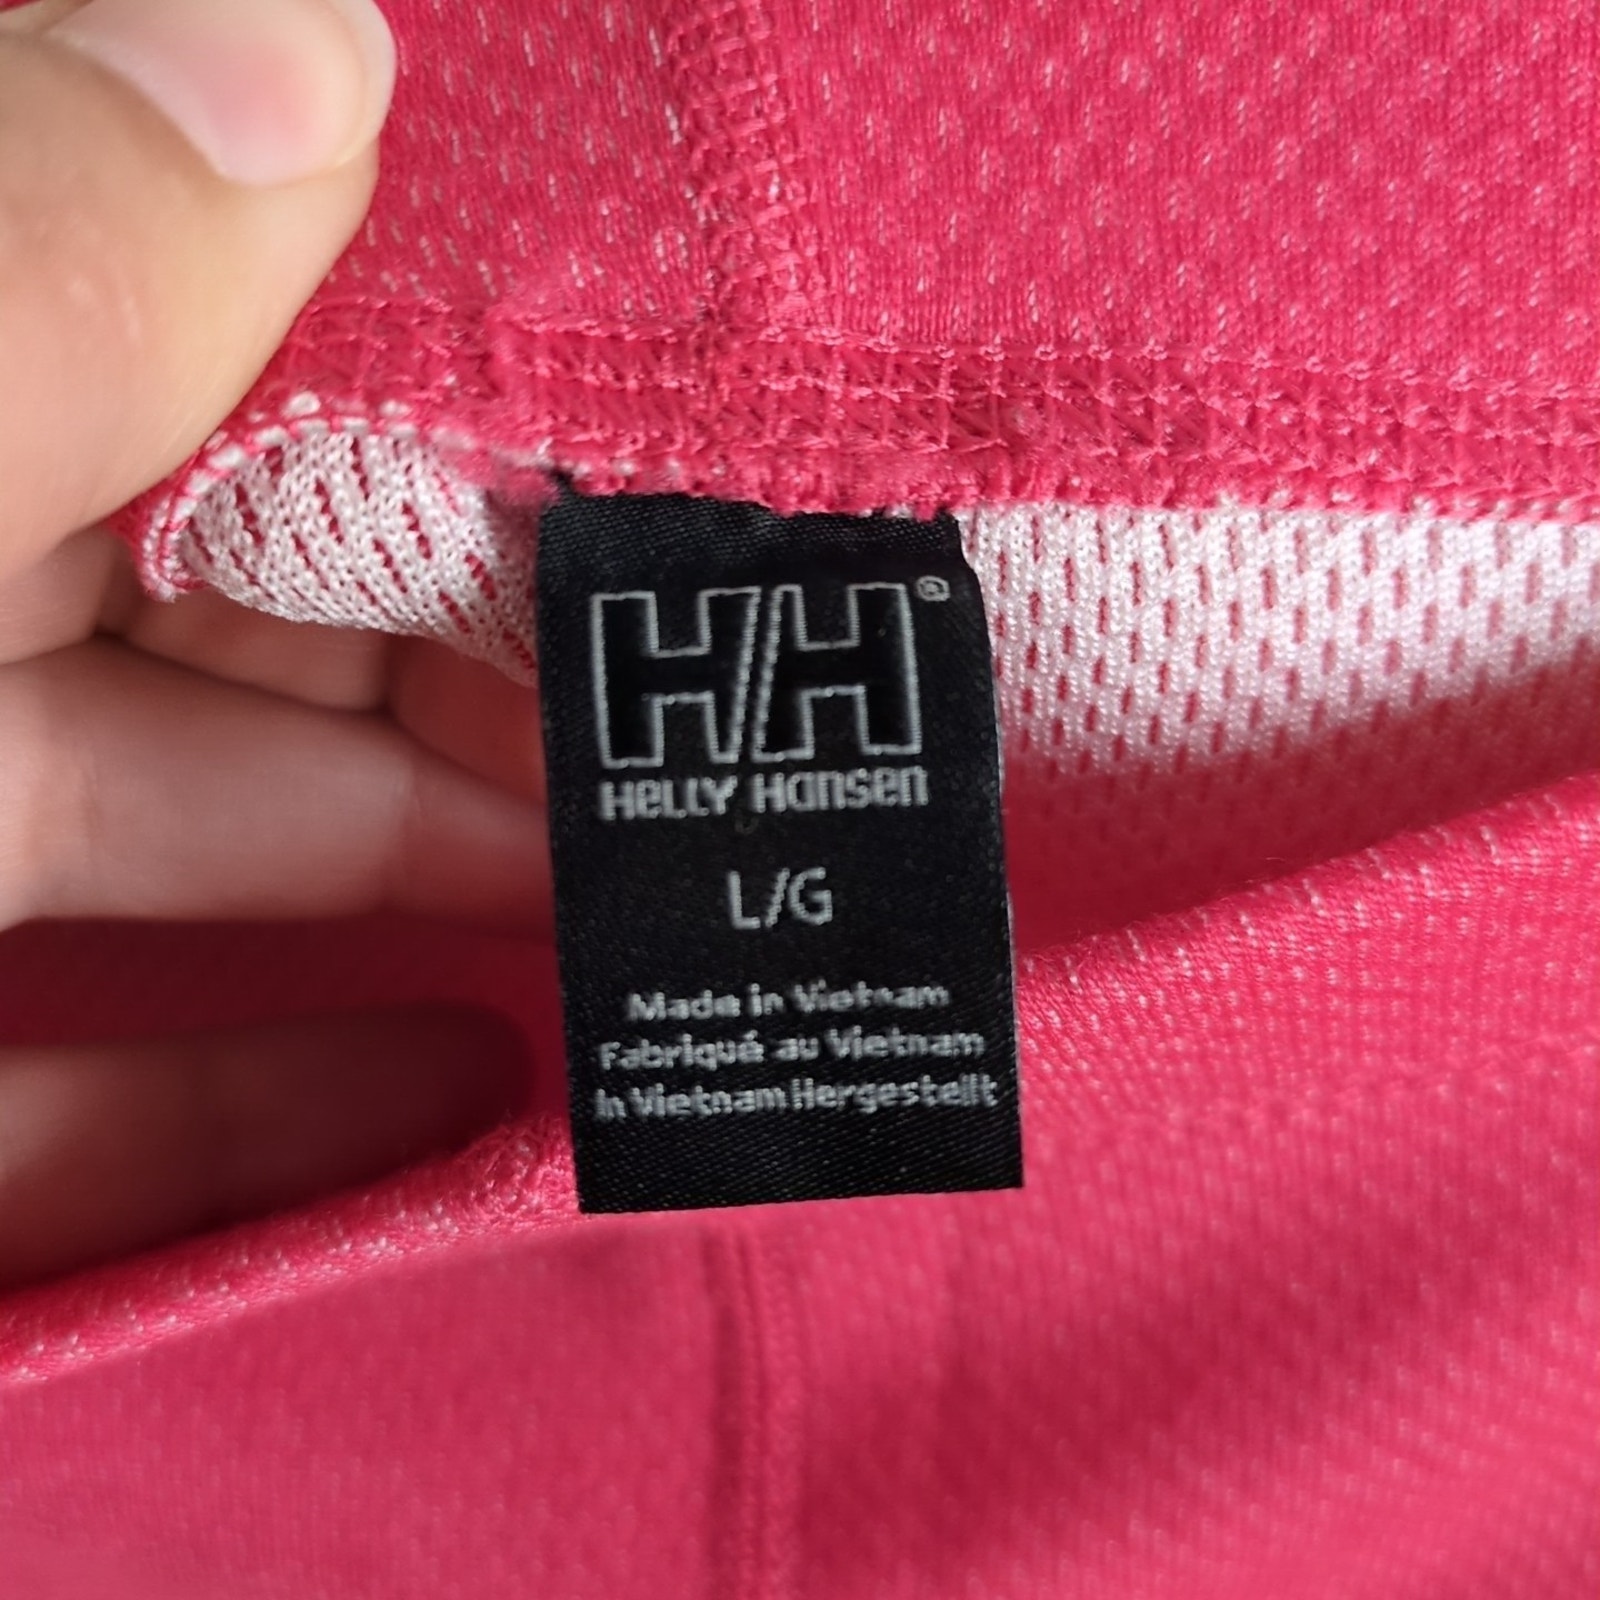 HH®
HELLY HANSEN
L/G
Made in Vietnam
Fabriqué au Vietnam
In Vietnam Hergestellt